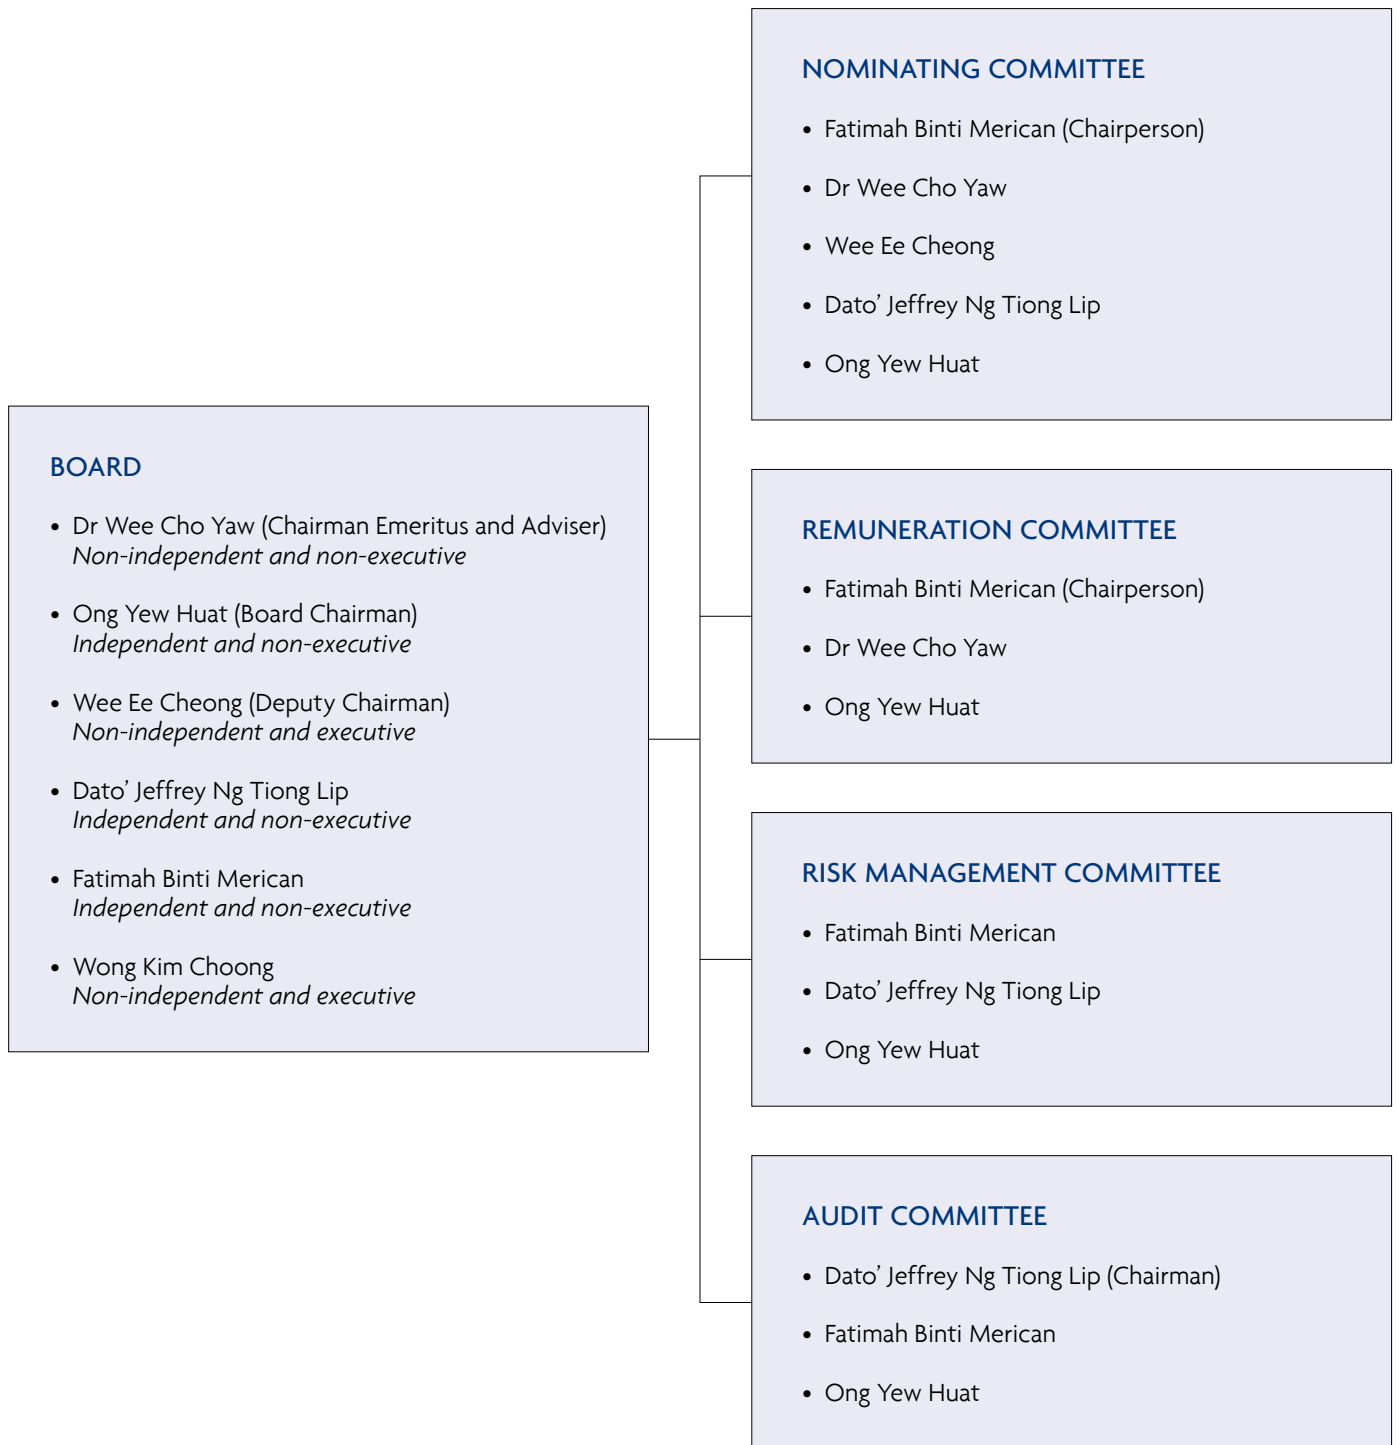 BOARD
• Dr Wee Cho Yaw (Chairman Emeritus and Adviser)
Non-independent and non-executive
• Ong Yew Huat (Board Chairman)
Independent and non-executive
• Wee Ee Cheong (Deputy Chairman)
Non-independent and executive
• Dato’ Jeffrey Ng Tiong Lip
Independent and non-executive
• Fatimah Binti Merican
Independent and non-executive
• Wong Kim Choong
Non-independent and executive
NOMINATING COMMITTEE
• Fatimah Binti Merican (Chairperson)
• Dr Wee Cho Yaw
• Wee Ee Cheong
• Dato’ Jeffrey Ng Tiong Lip
• Ong Yew Huat
REMUNERATION COMMITTEE
• Fatimah Binti Merican (Chairperson)
• Dr Wee Cho Yaw
• Ong Yew Huat
RISK MANAGEMENT COMMITTEE
• Fatimah Binti Merican
• Dato’ Jeffrey Ng Tiong Lip
• Ong Yew Huat
AUDIT COMMITTEE
• Dato’ Jeffrey Ng Tiong Lip (Chairman)
• Fatimah Binti Merican
• Ong Yew Huat